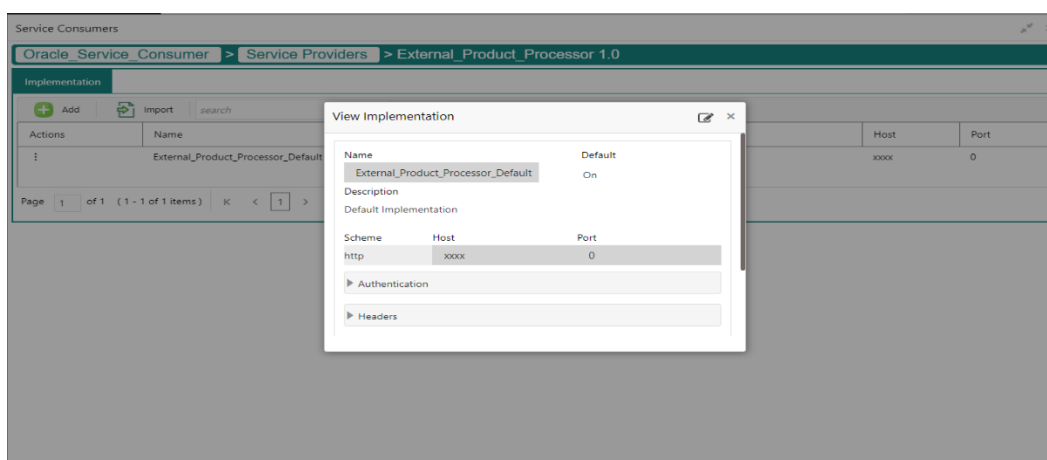 Service Consumers
Oracle_Service_Consumer > Service Providers > External_Product_Processor 1.0
Implementation
Add Import search
Actions Name Host Port
External_Product_Processor_Default xxxx 0
Page 1 of 1 (1 - 1 of 1 items) K < 1 >
View Implementation ×
Name Default
External_Product_Processor_Default On
Description
Default Implementation
Scheme Host Port
http xxxx 0
Authentication
Headers